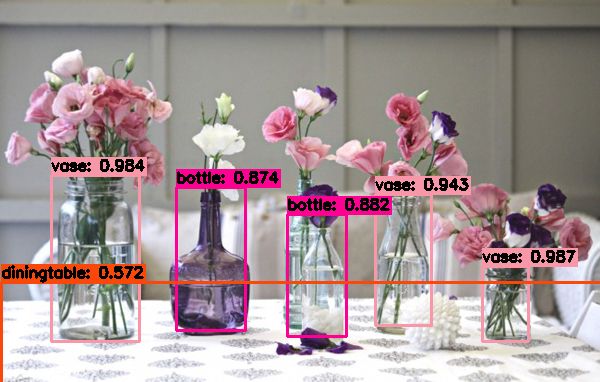 vase: 0.984
bottle: 0.874
vase: 0.943
bottle: 0.882
vase: 0.987
diningtable: 0.572